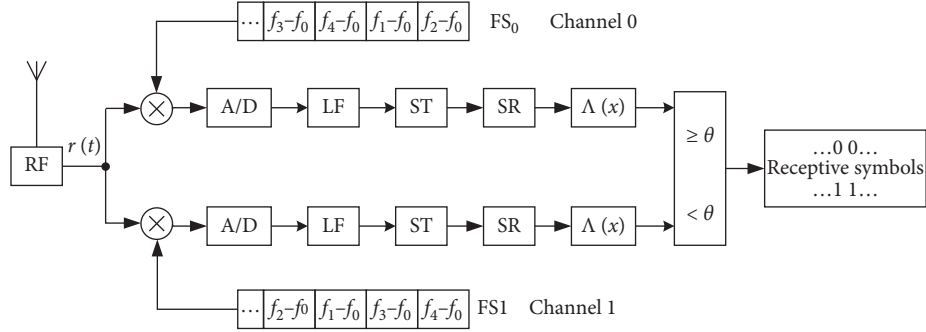 … f₃–f₀ f₄–f₀ f₁–f₀ f₂–f₀ FS₀ Channel 0
A/D LF ST SR Λ (x)
r (t)
RF
≥ θ
< θ
…0 0…
Receptive symbols
…1 1…
A/D LF ST SR Λ (x)
… f₂–f₀ f₁–f₀ f₃–f₀ f₄–f₀ FS1 Channel 1